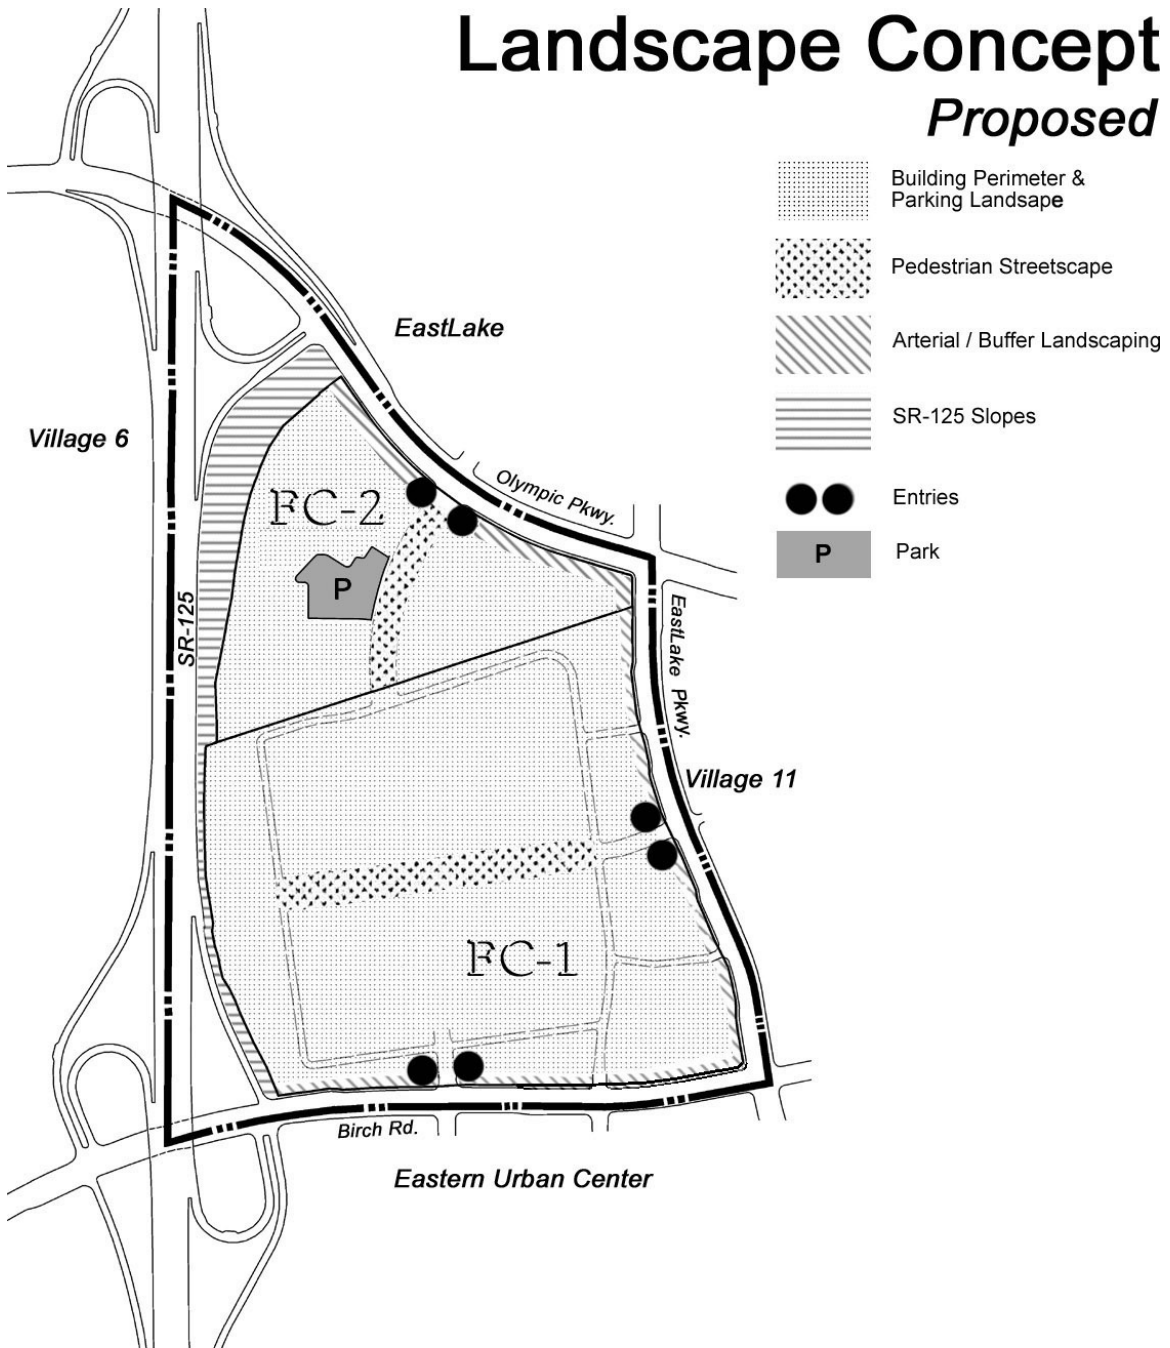 Landscape Concept
Proposed
Building Perimeter &
Parking Landsape
Pedestrian Streetscape
Arterial / Buffer Landscaping
SR-125 Slopes
Entries
P
Park
EastLake
Village 6
Olympic Pkwy.
FC-2
P
SR-125
EastLake Pkwy.
Village 11
FC-1
Birch Rd.
Eastern Urban Center